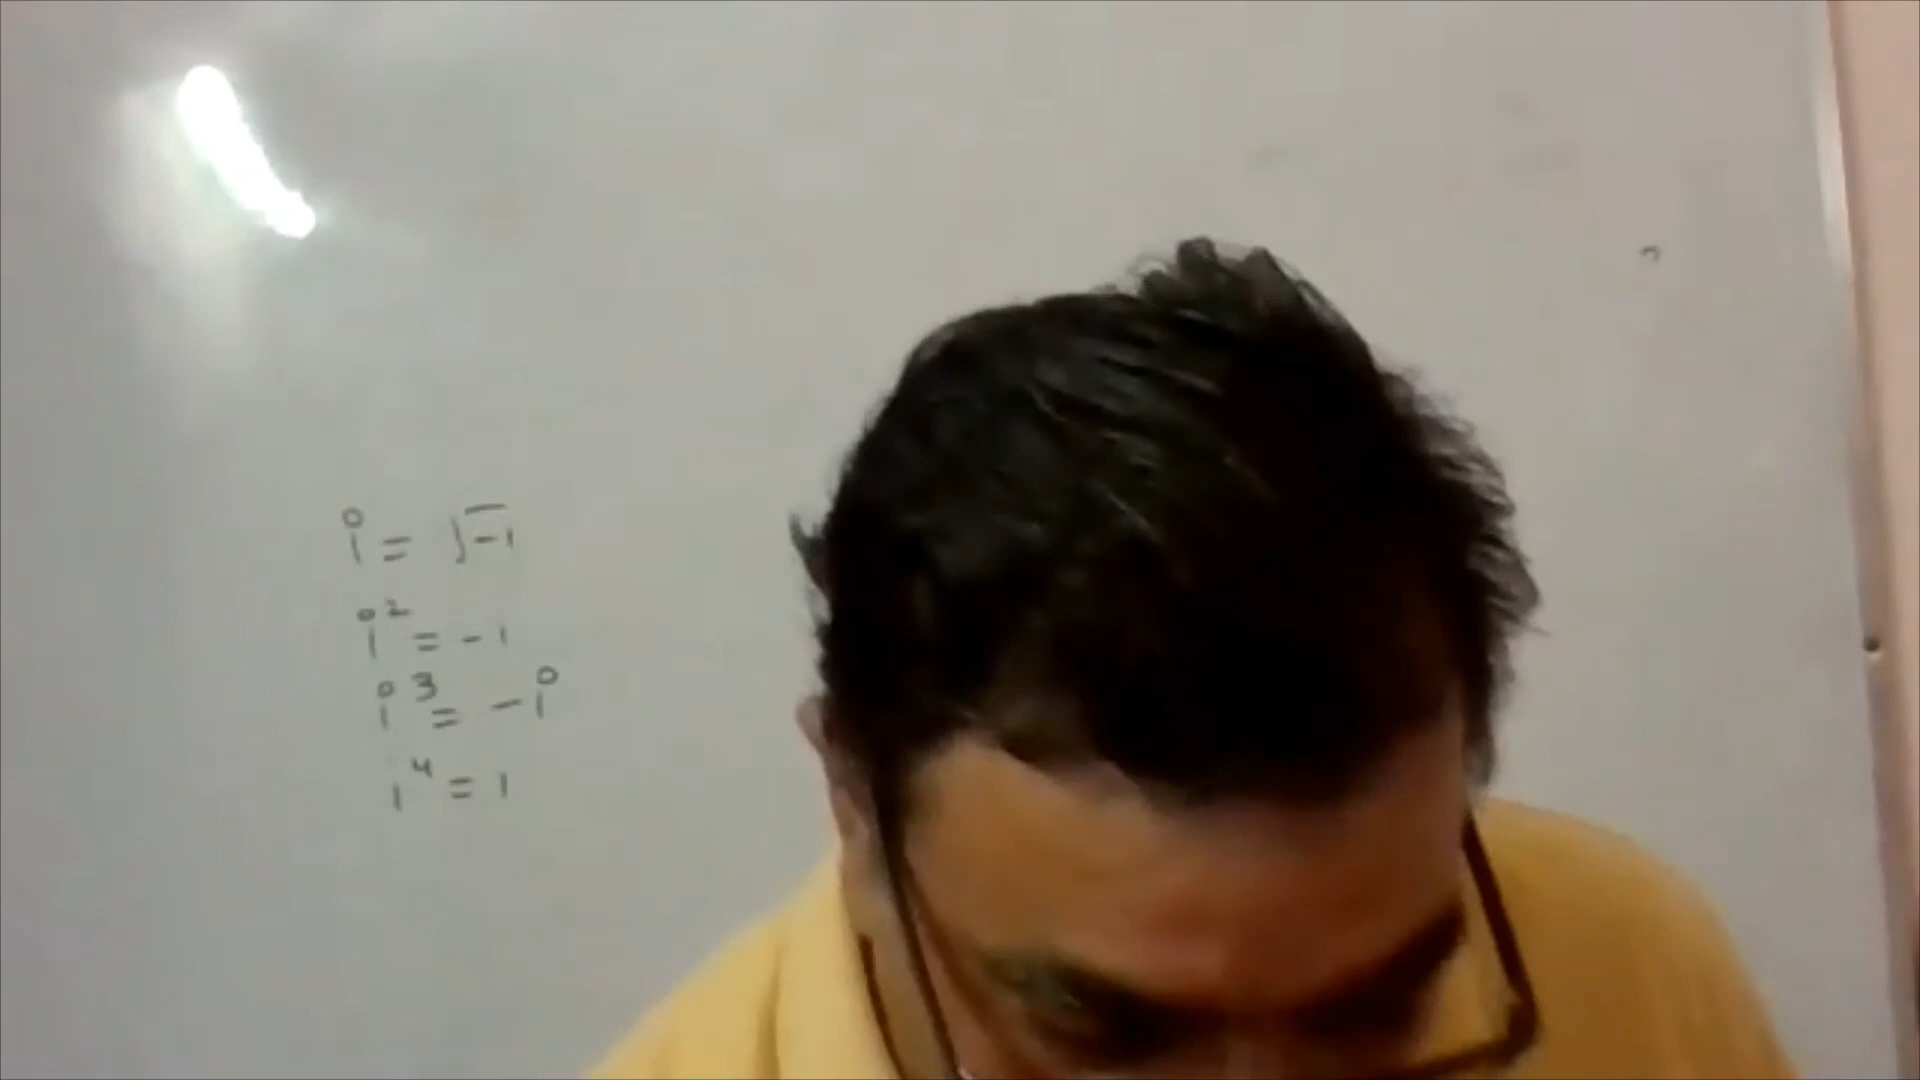 i = √-1
i² = -1
i³ = -i
i⁴ = 1